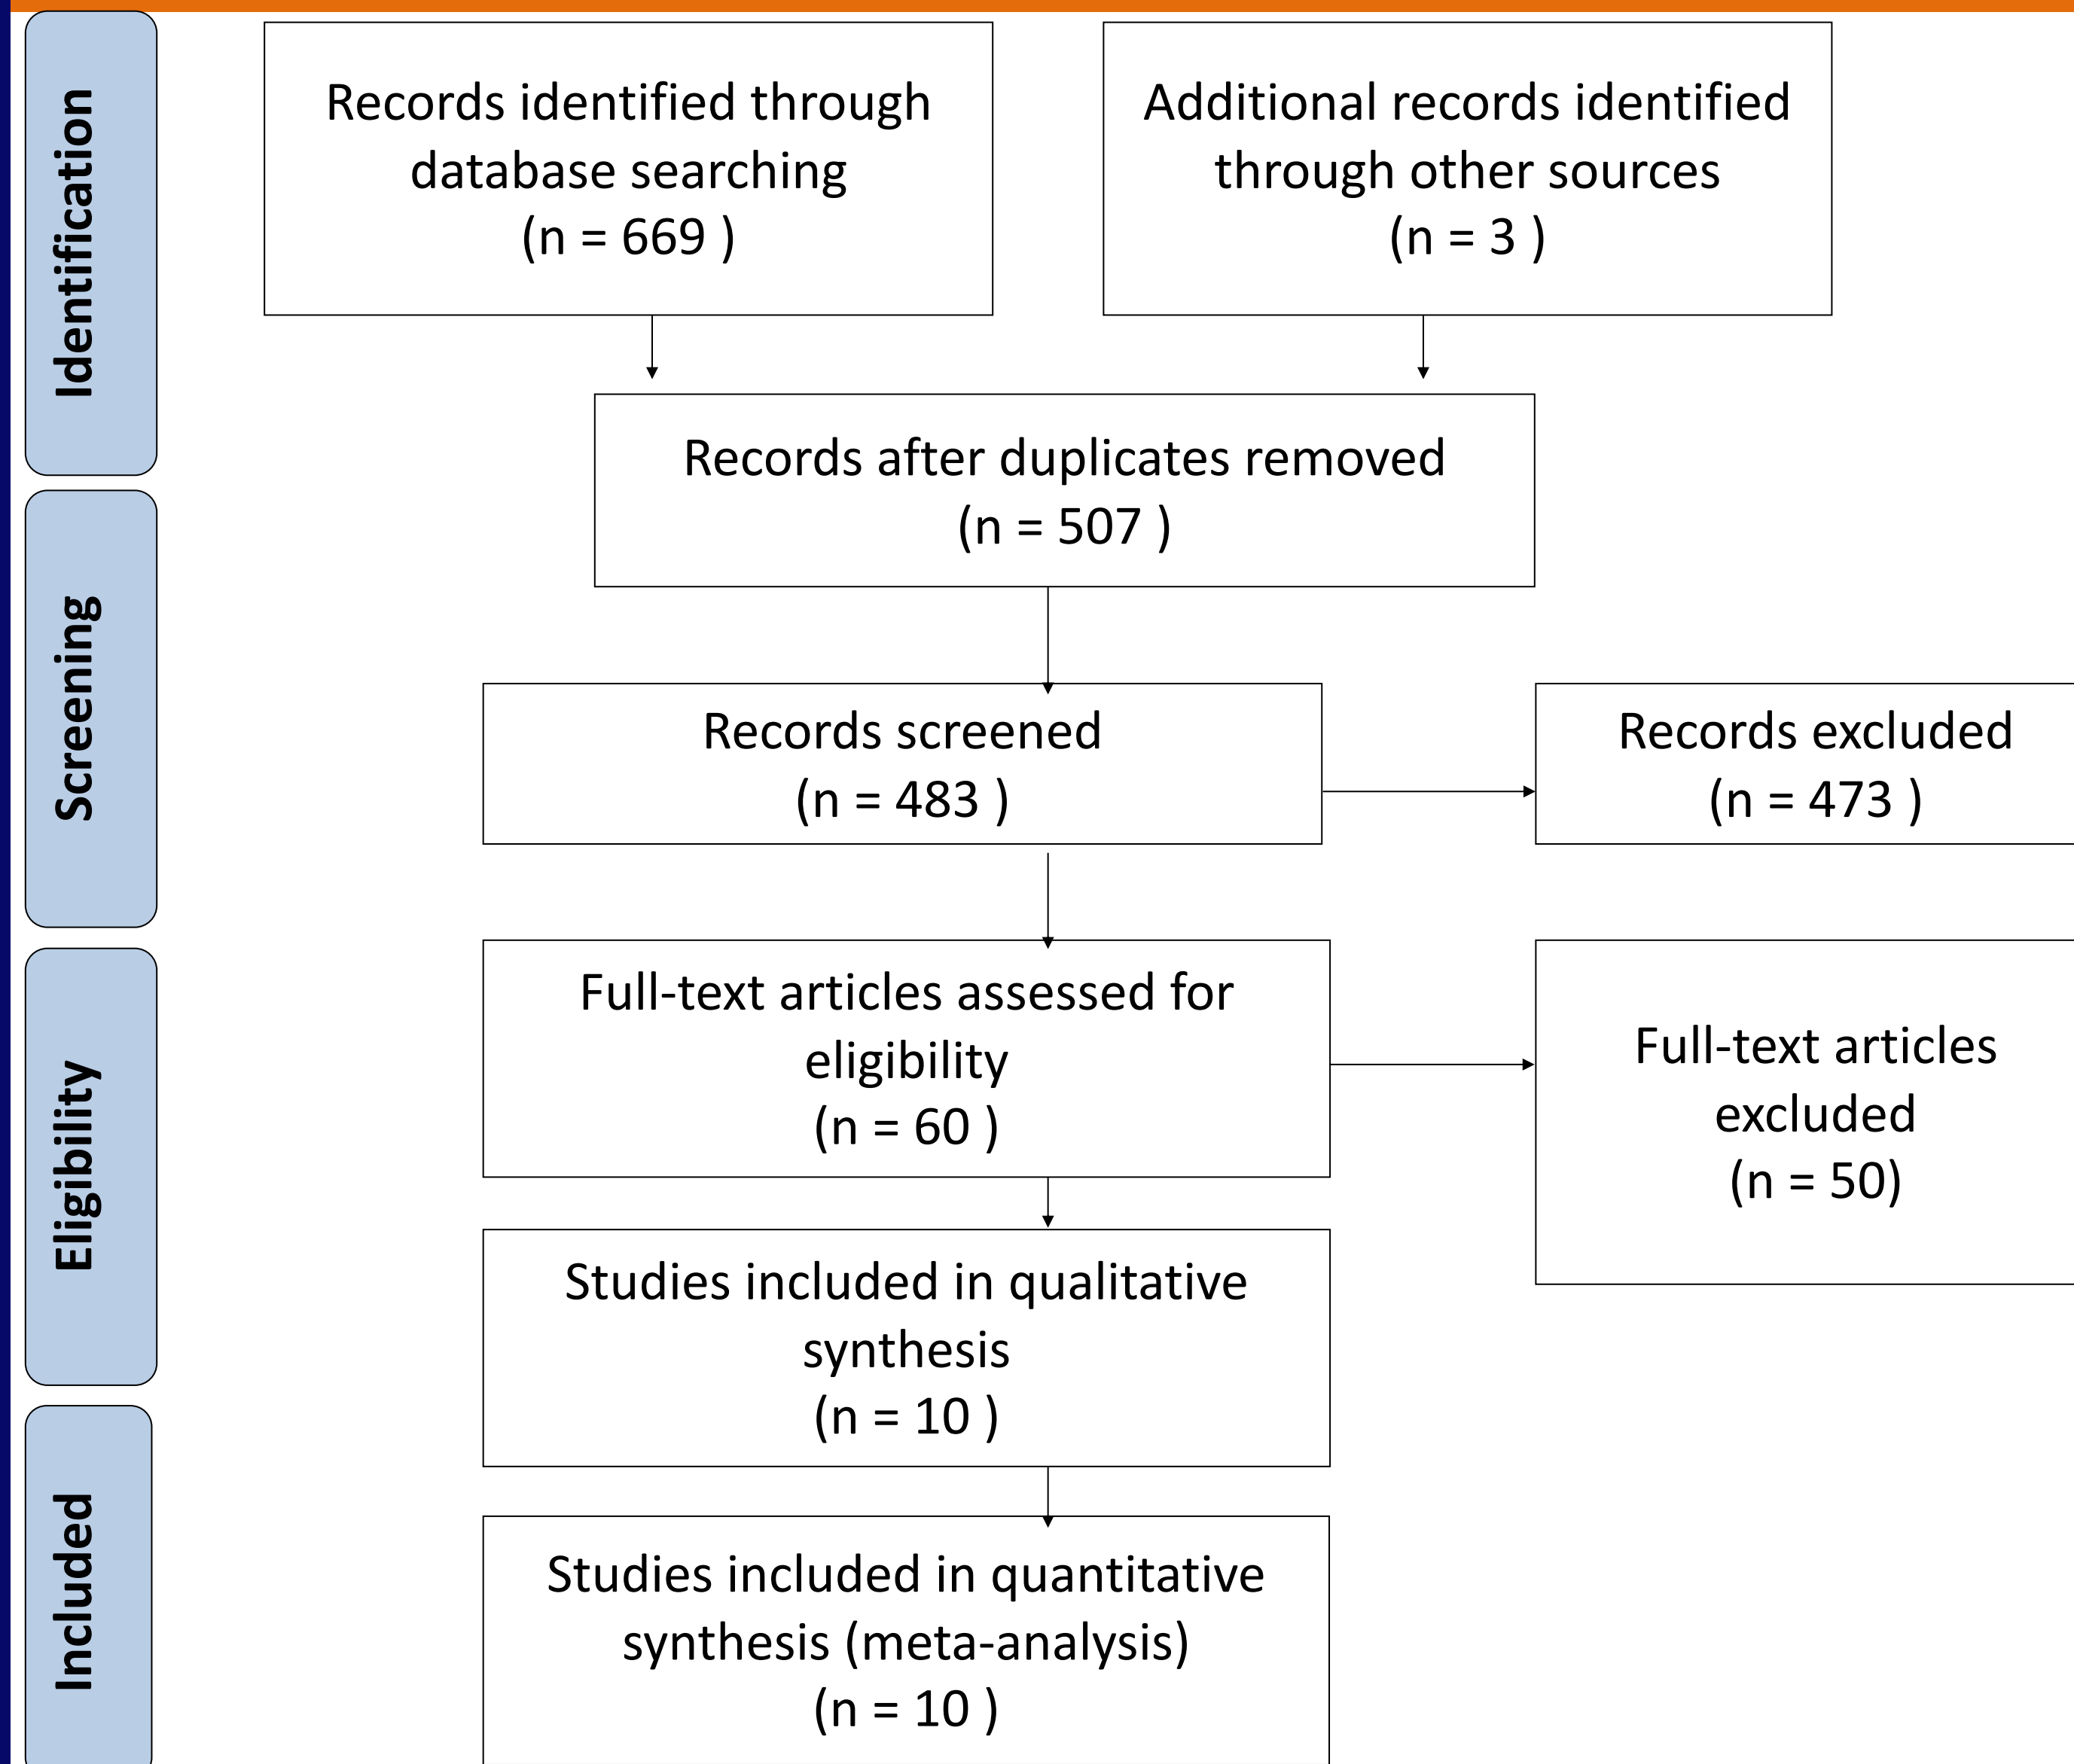 Identification
Records identified through
database searching
(n = 669 )
Additional records identified
through other sources
(n = 3 )
Records after duplicates removed
(n = 507 )
Screening
Records screened
(n = 483 )
Records excluded
(n = 473 )
Eligibility
Full-text articles assessed for
eligibility
(n = 60 )
Full-text articles
excluded
(n = 50)
Studies included in qualitative
synthesis
(n = 10 )
Included
Studies included in quantitative
synthesis (meta-analysis)
(n = 10 )